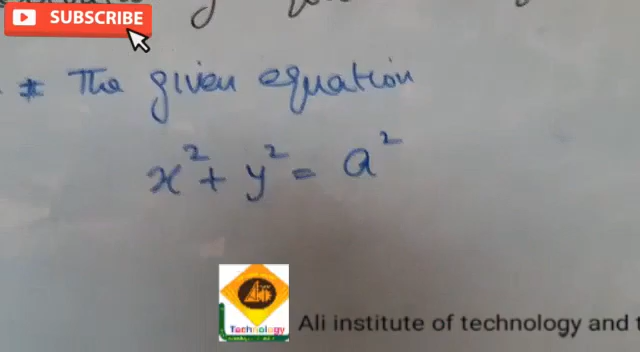 SUBSCRIBE
* The given equation
x² + y² = a²
Technology
Ali institute of technology and t